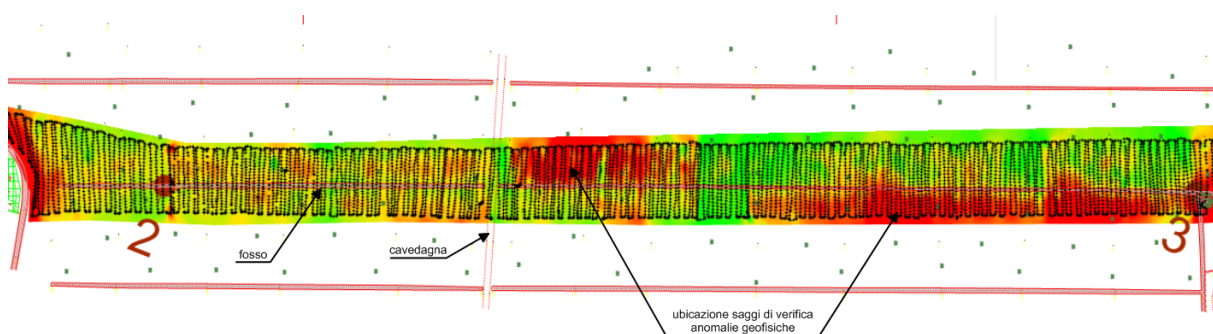 2
fosso
cavedagna
3
ubicazione saggi di verifica
anomalie geofisiche